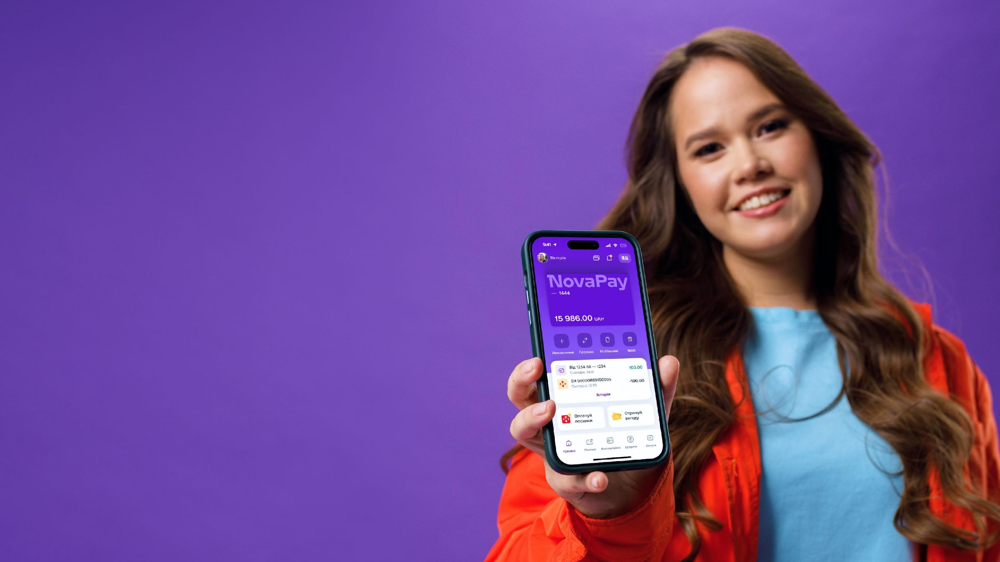 9:41
Вікторія
NovaPay
···· 1444
15 986.00 UAH
Поповнення Переказ Мобільний IBAN
Від 1234 56 ···· 1234 100.00
Сьогодні, 14:14
ЕН 59000889156693 -100.00
Сьогодні, 10:35
Історія
Оплачуй
посилки
Отримуй
вигоду
Головна Платежі Накопичення Кредити Бонуси